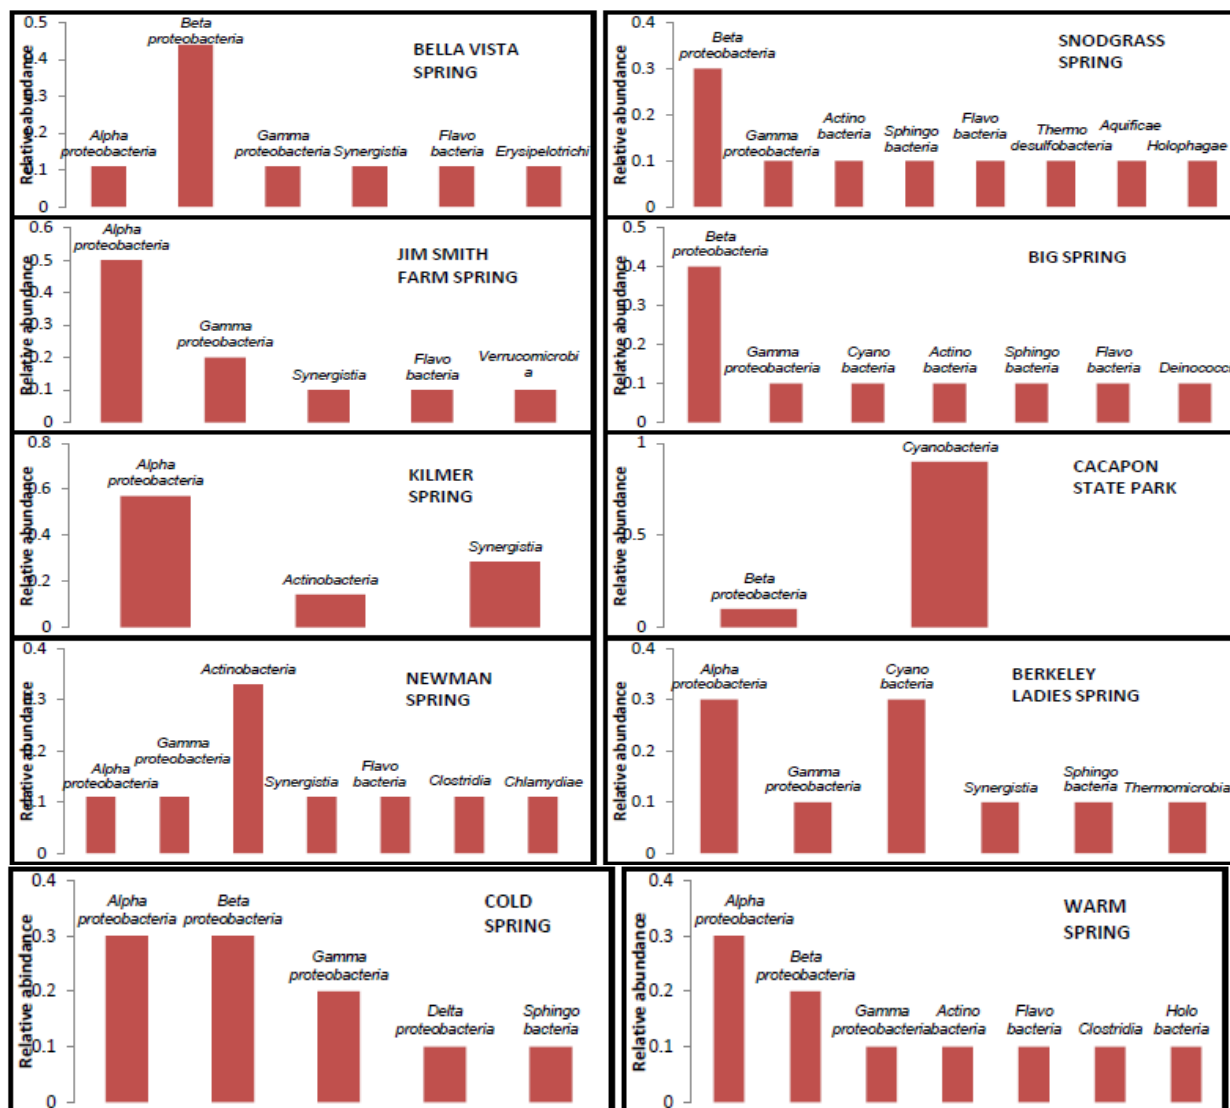 0.5
0.4
0.3
0.2
0.1
0
Relative abundance
Alpha
proteobacteria
Beta
proteobacteria
Gamma
proteobacteria
Synergistia
Flavo
bacteria
Erysipelotrichi
BELLA VISTA
SPRING
0.4
0.3
0.2
0.1
0
Relative abundance
Beta
proteobacteria
Gamma
proteobacteria
Actino
bacteria
Sphingo
bacteria
Flavo
bacteria
Thermo
desulfobacteria
Aquificae
Holophagae
SNODGRASS
SPRING
0.6
0.5
0.4
0.3
0.2
0.1
0
Relative abundance
Alpha
proteobacteria
Gamma
proteobacteria
Synergistia
Flavo
bacteria
Verrucomicrobi
a
JIM SMITH
FARM SPRING
0.5
0.4
0.3
0.2
0.1
0
Relative abundance
Beta
proteobacteria
Gamma
proteobacteria
Cyano
bacteria
Actino
bacteria
Sphingo
bacteria
Flavo
bacteria
Deinococci
BIG SPRING
0.8
0.6
0.4
0.2
0
Relative abundance
Alpha
proteobacteria
Actinobacteria
Synergistia
KILMER
SPRING
1
0.5
0
Relative abundance
Beta
proteobacteria
Cyanobacteria
CACAPON
STATE PARK
0.4
0.3
0.2
0.1
0
Relative abundance
Alpha
proteobacteria
Gamma
proteobacteria
Actinobacteria
Synergistia
Flavo
bacteria
Clostridia
Chlamydiae
NEWMAN
SPRING
0.4
0.3
0.2
0.1
0
Relative abundance
Alpha
proteobacteria
Gamma
proteobacteria
Cyano
bacteria
Synergistia
Sphingo
bacteria
Thermomicrobia
BERKELEY
LADIES SPRING
0.4
0.3
0.2
0.1
0
Relative abindance
Alpha
proteobacteria
Beta
proteobacteria
Gamma
proteobacteria
Delta
proteobacteria
Sphingo
bacteria
COLD
SPRING
0.4
0.3
0.2
0.1
0
Relative abundance
Alpha
proteobacteria
Beta
proteobacteria
Gamma
proteobacteria
Actino
bacteria
Flavo
bacteria
Clostridia
Holo
bacteria
WARM
SPRING